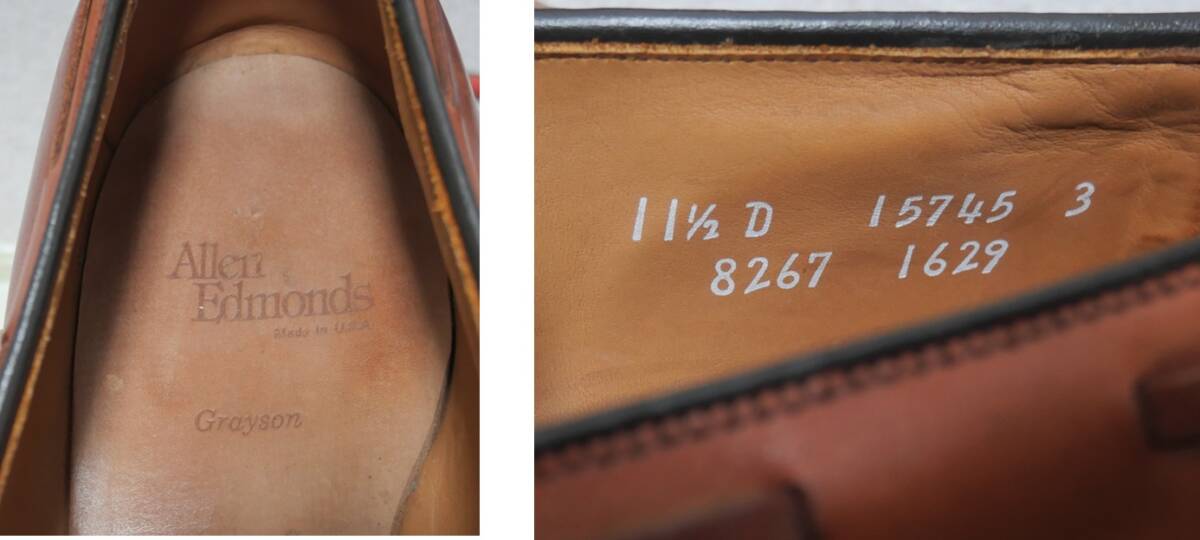 Allen
Edmonds
Made in U.S.A
Grayson
11½ D 15745 3
8267 1629